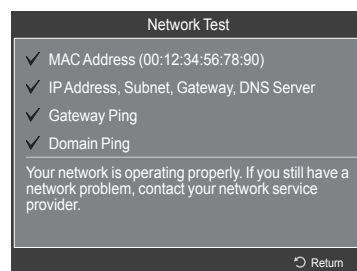 Network Test
MAC Address (00:12:34:56:78:90)
IP Address, Subnet, Gateway, DNS Server
Gateway Ping
Domain Ping
Your network is operating properly. If you still have a
network problem, contact your network service
provider.
Return